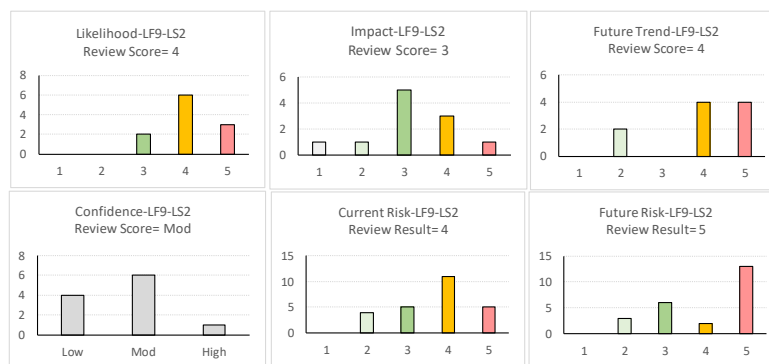 Likelihood-LF9-LS2
Review Score= 4
8
6
4
2
0
1 2 3 4 5
Impact-LF9-LS2
Review Score= 3
6
4
2
0
1 2 3 4 5
Future Trend-LF9-LS2
Review Score= 4
6
4
2
0
1 2 3 4 5
Confidence-LF9-LS2
Review Score= Mod
8
6
4
2
0
Low Mod High
Current Risk-LF9-LS2
Review Result= 4
15
10
5
0
1 2 3 4 5
Future Risk-LF9-LS2
Review Result= 5
15
10
5
0
1 2 3 4 5